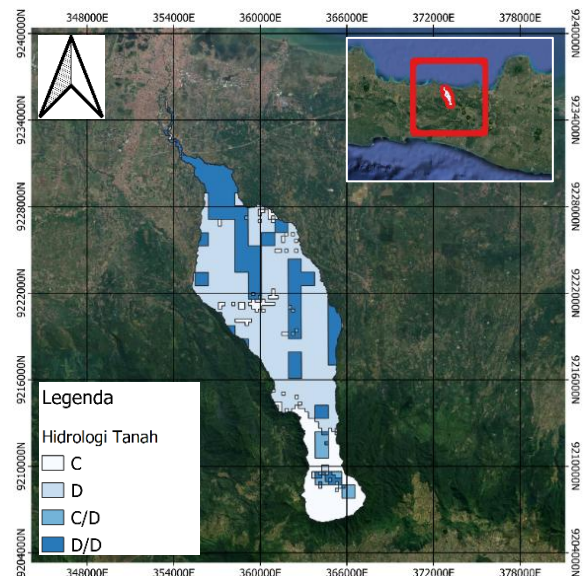 348000E 354000E 360000E 366000E 372000E 378000E
9240000N 9240000N
9234000N 9234000N
9228000N 9228000N
9222000N 9222000N
9216000N 9216000N
Legenda
Hidrologi Tanah
C
D
C/D
D/D
9210000N 9210000N
9204000N 9204000N
348000E 354000E 360000E 366000E 372000E 378000E